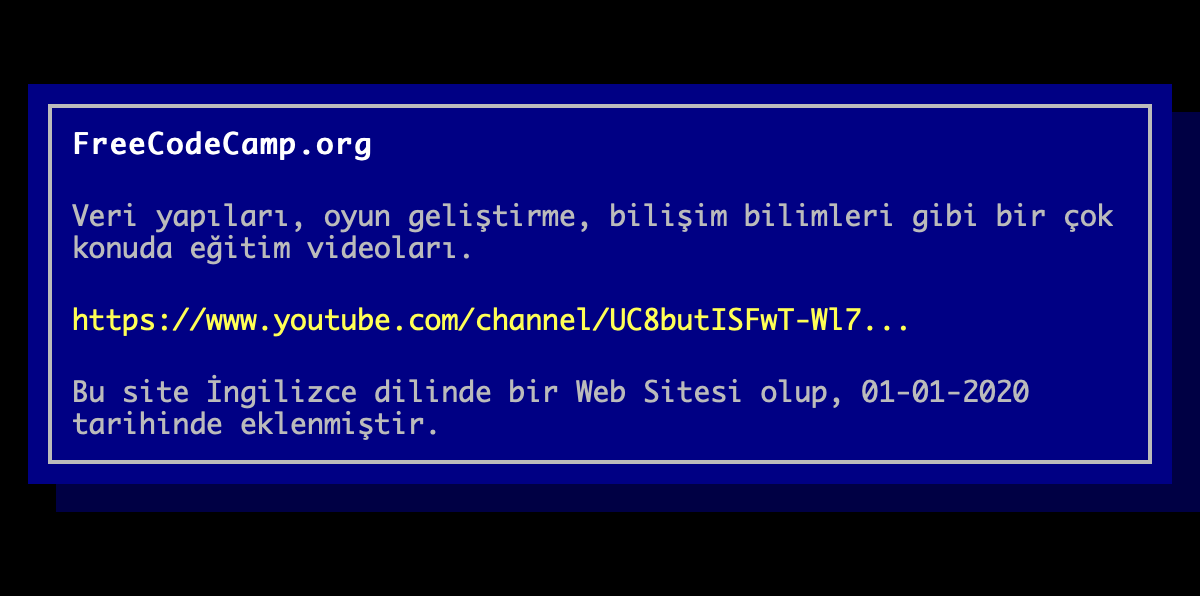 FreeCodeCamp.org
Veri yapıları, oyun geliştirme, bilişim bilimleri gibi bir çok
konuda eğitim videoları.
https://www.youtube.com/channel/UC8butISFwT-Wl7...
Bu site İngilizce dilinde bir Web Sitesi olup, 01-01-2020
tarihinde eklenmiştir.